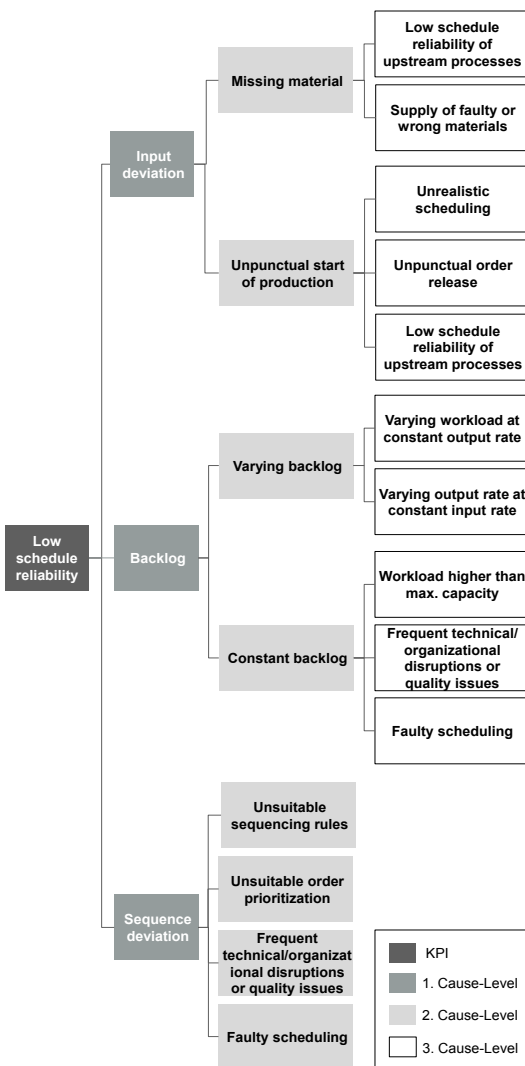 Low
schedule
reliability
Input
deviation
Missing material
Low schedule
reliability of
upstream processes
Supply of faulty or
wrong materials
Unpunctual start
of production
Unrealistic
scheduling
Unpunctual order
release
Low schedule
reliability of
upstream processes
Backlog
Varying backlog
Varying workload at
constant output rate
Varying output rate at
constant input rate
Constant backlog
Workload higher than
max. capacity
Frequent technical/
organizational
disruptions or
quality issues
Faulty scheduling
Sequence
deviation
Unsuitable
sequencing rules
Unsuitable order
prioritization
Frequent
technical/organizat
ional disruptions
or quality issues
Faulty scheduling
KPI
1. Cause-Level
2. Cause-Level
3. Cause-Level